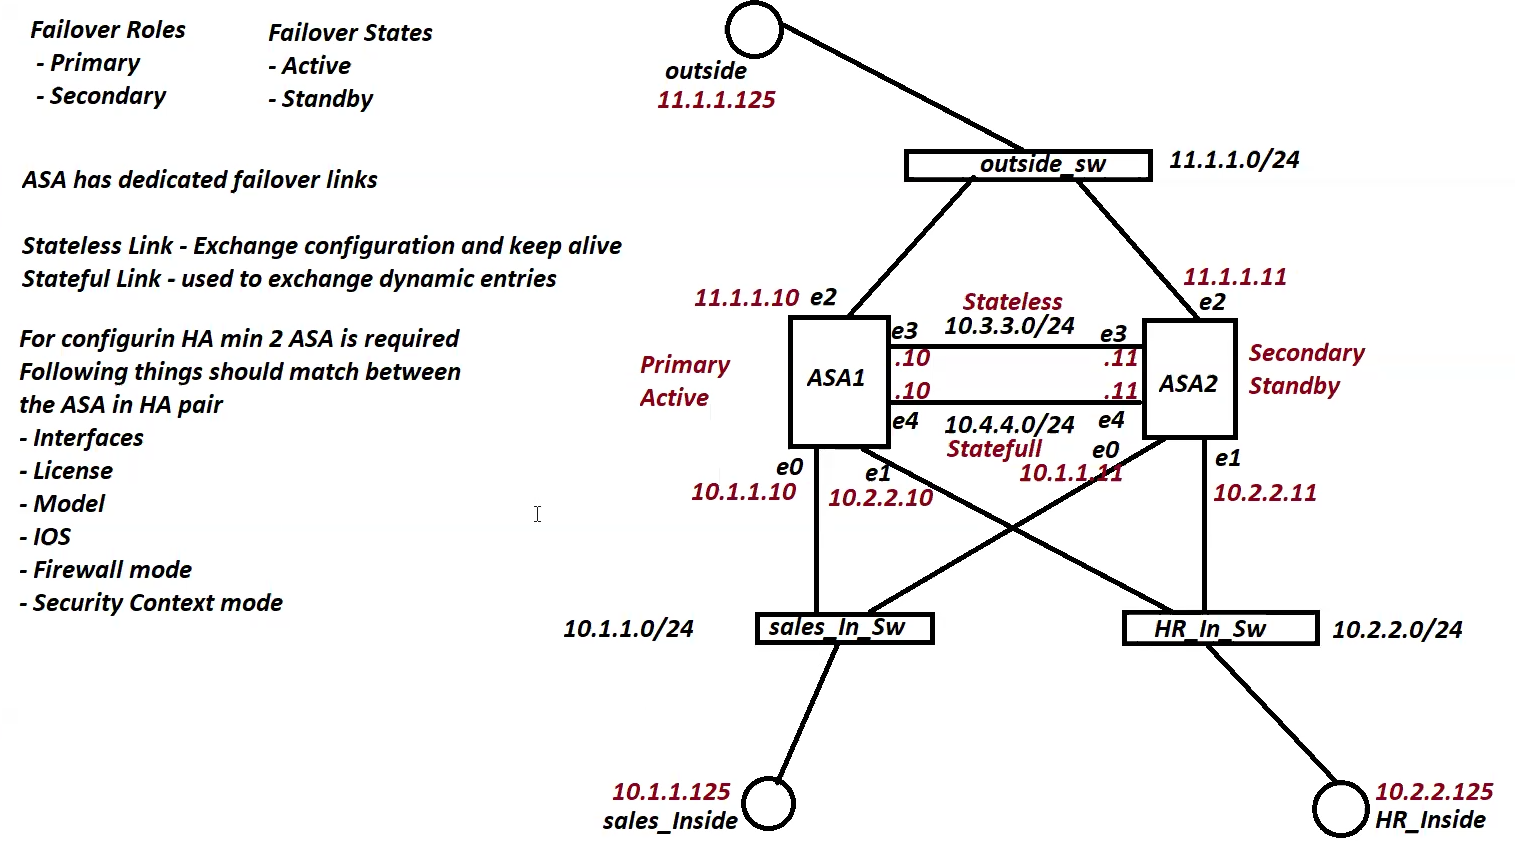 Failover Roles
- Primary
- Secondary
Failover States
- Active
- Standby
ASA has dedicated failover links
Stateless Link - Exchange configuration and keep alive
Stateful Link - used to exchange dynamic entries
For configurin HA min 2 ASA is required
Following things should match between
the ASA in HA pair
- Interfaces
- License
- Model
- IOS
- Firewall mode
- Security Context mode
outside
11.1.1.125
outside_sw
11.1.1.0/24
11.1.1.10 e2
11.1.1.11
e2
Stateless
10.3.3.0/24
e3
e3
.10
.11
Primary
Active
ASA1
ASA2
Secondary
Standby
.10
.11
e4
10.4.4.0/24
e4
Statefull
e0
10.1.1.10
e1
10.2.2.10
e0
10.1.1.11
e1
10.2.2.11
10.1.1.0/24
sales_In_Sw
HR_In_Sw
10.2.2.0/24
10.1.1.125
sales_Inside
10.2.2.125
HR_Inside